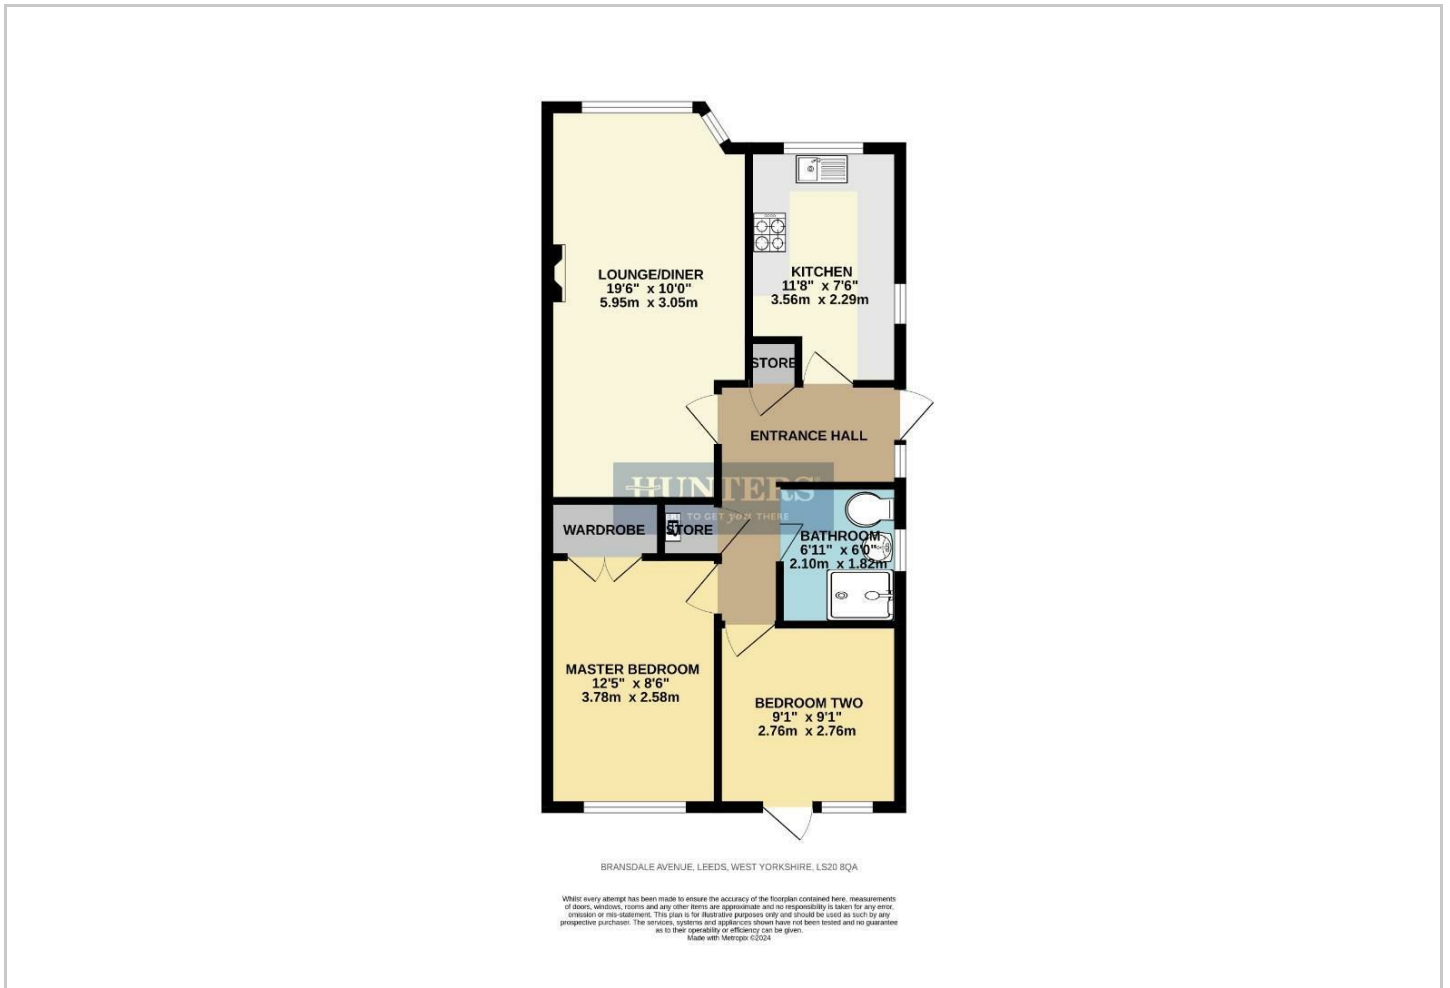 LOUNGE/DINER
19'6" x 10'0"
5.95m x 3.05m
KITCHEN
11'8" x 7'6"
3.56m x 2.29m
STORE
ENTRANCE HALL
HUNTERS
HERE TO GET you THERE
WARDROBE
STORE
BATHROOM
6'11" x 6'0"
2.10m x 1.82m
MASTER BEDROOM
12'5" x 8'6"
3.78m x 2.58m
BEDROOM TWO
9'1" x 9'1"
2.76m x 2.76m
BRANSDALE AVENUE, LEEDS, WEST YORKSHIRE, LS20 8QA
Whilst every attempt has been made to ensure the accuracy of the floorplan contained here, measurements
of doors, windows, rooms and any other items are approximate and no responsibility is taken for any error,
omission or mis-statement. This plan is for illustrative purposes only and should be used as such by any
prospective purchaser. The services, systems and appliances shown have not been tested and no guarantee
as to their operability or efficiency can be given.
Made with Metropix ©2024